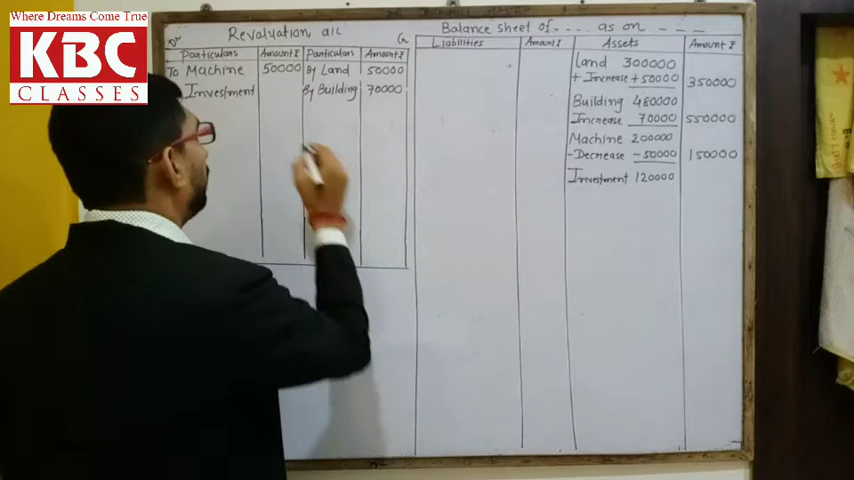 Where Dreams Come True
KBC
CLASSES
Revaluation a/c
Dr
Cr
Particulars Amount ₹ Particulars Amount ₹
To Machine 50000 By Land 50000
Investment By Building 70000
Balance sheet of - - - - as on - - - -
Liabilities Amount ₹ Assets Amount ₹
Land 300000
+ Increase +50000 350000
Building 480000
Increase 70000 550000
Machine 200000
- Decrease -50000 150000
Investment 120000